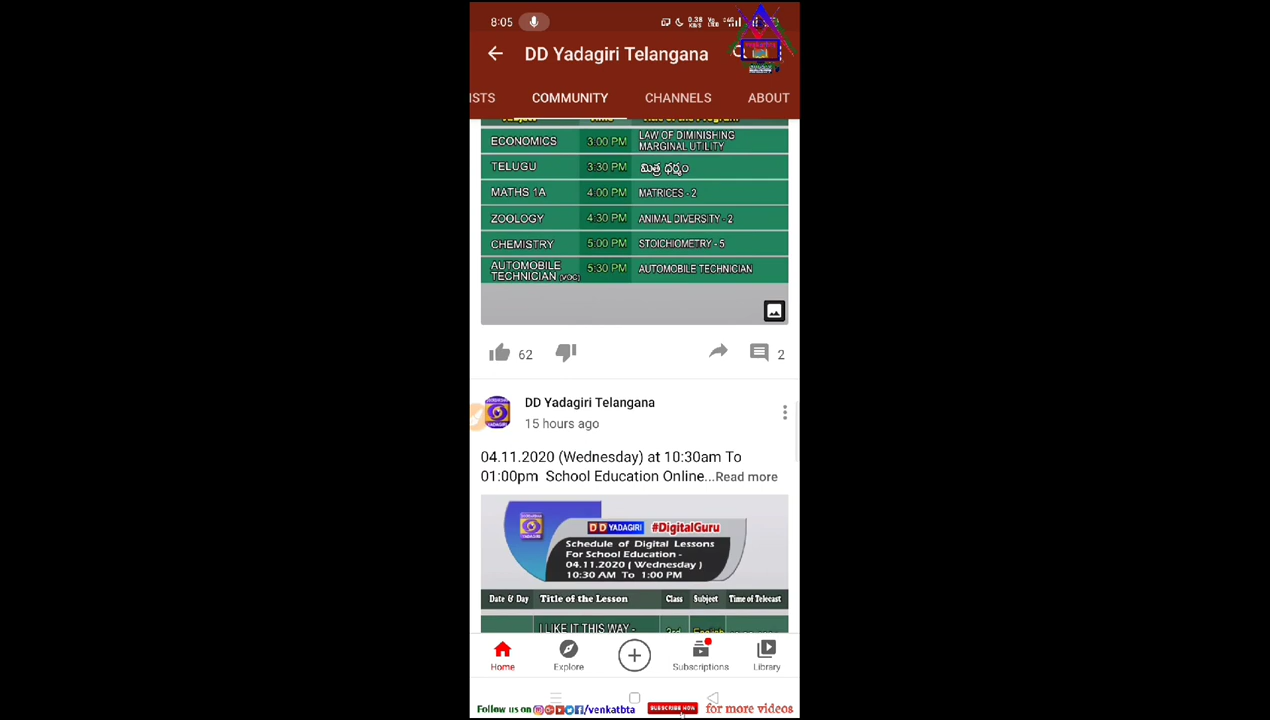 8:05
DD Yadagiri Telangana
ISTS COMMUNITY CHANNELS ABOUT
ECONOMICS 3:00 PM LAW OF DIMINISHING MARGINAL UTILITY
TELUGU 3:30 PM మిత్ర ధర్మం
MATHS 1A 4:00 PM MATRICES - 2
ZOOLOGY 4:30 PM ANIMAL DIVERSITY - 2
CHEMISTRY 5:00 PM STOICHIOMETRY - 5
AUTOMOBILE TECHNICIAN (VOC) 5:30 PM AUTOMOBILE TECHNICIAN
62 2
DD Yadagiri Telangana
15 hours ago
04.11.2020 (Wednesday) at 10:30am To
01:00pm School Education Online...Read more
DD YADAGIRI #DigitalGuru
Schedule of Digital Lessons
For School Education -
04.11.2020 ( Wednesday )
10:30 AM To 1:00 PM
Date & Day Title of the Lesson Class Subject Time of Telecast
I LIKE IT THIS WAY - 3rd English
Home Explore Subscriptions Library
Follow us on /venkatbta SUBSCRIBE NOW for more videos